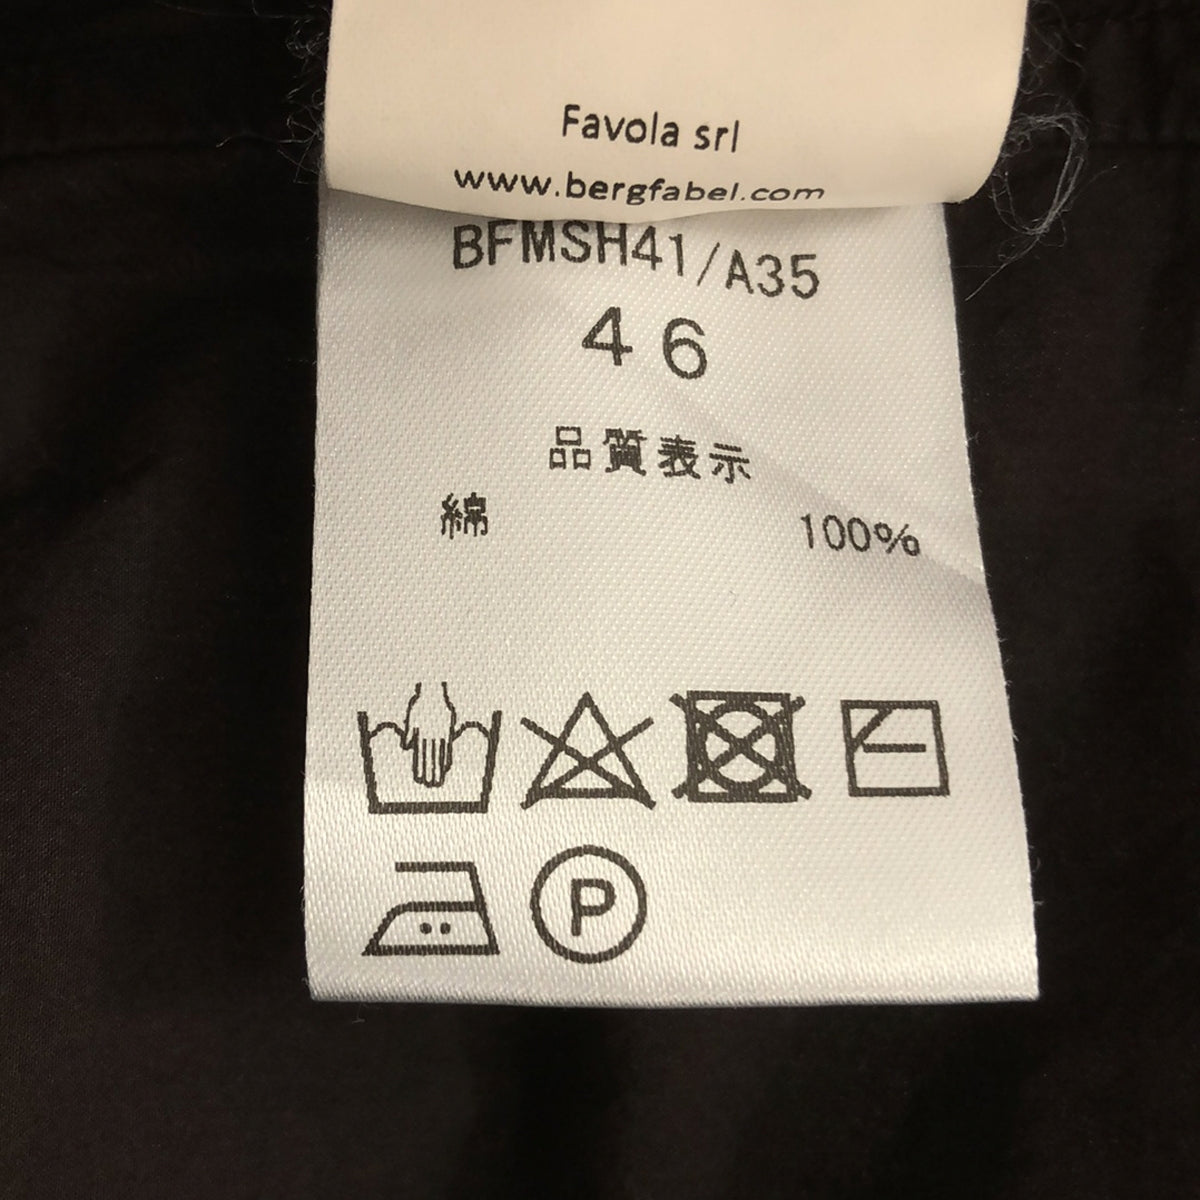 Favola srl
www.bergfabel.com
BFMSH41/A35
46
品質表示
綿 100%
P